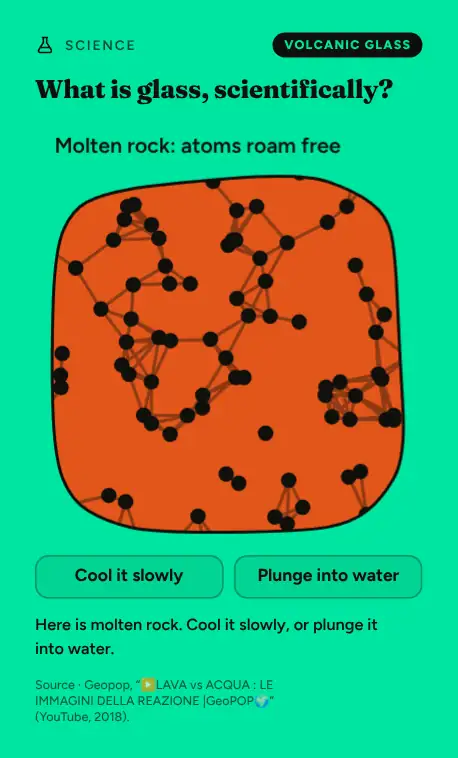 SCIENCE
VOLCANIC GLASS
What is glass, scientifically?
Molten rock: atoms roam free
Cool it slowly
Plunge into water
Here is molten rock. Cool it slowly, or plunge it
into water.
Source · Geopop, “▶️LAVA vs ACQUA : LE
IMMAGINI DELLA REAZIONE |GeoPOP🌍”
(YouTube, 2018).